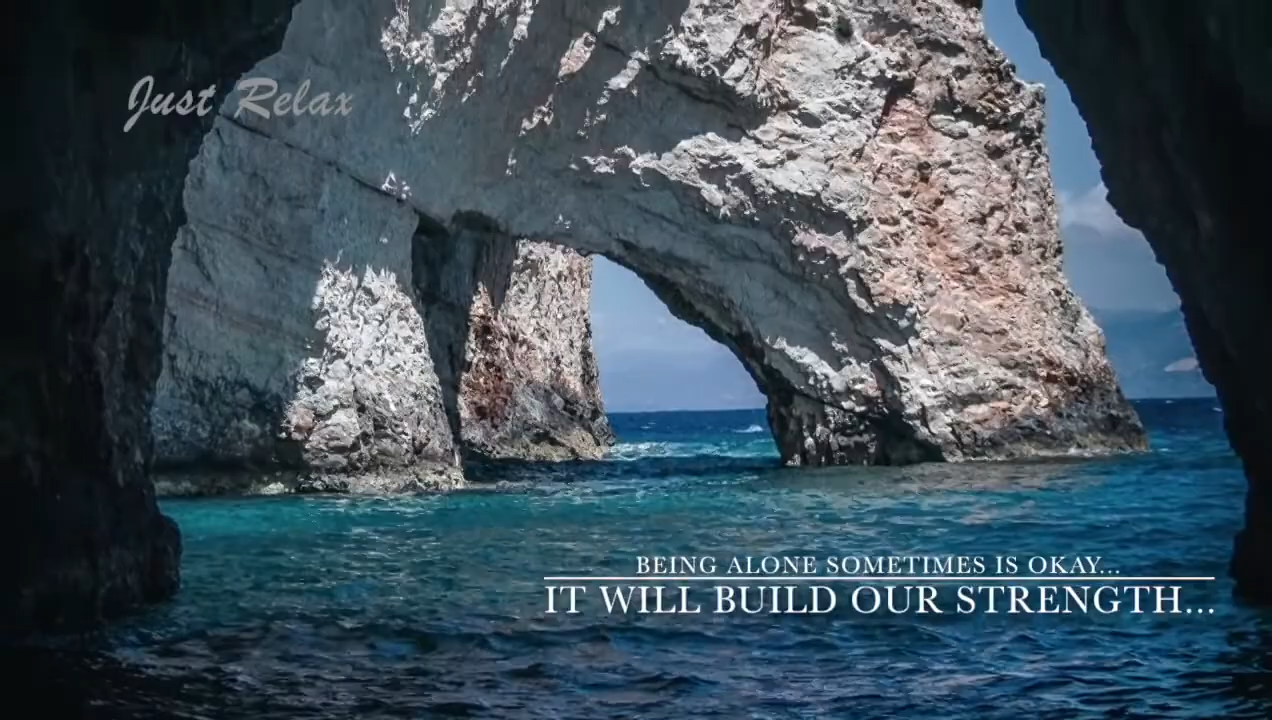 Just Relax
BEING ALONE SOMETIMES IS OKAY...
IT WILL BUILD OUR STRENGTH...